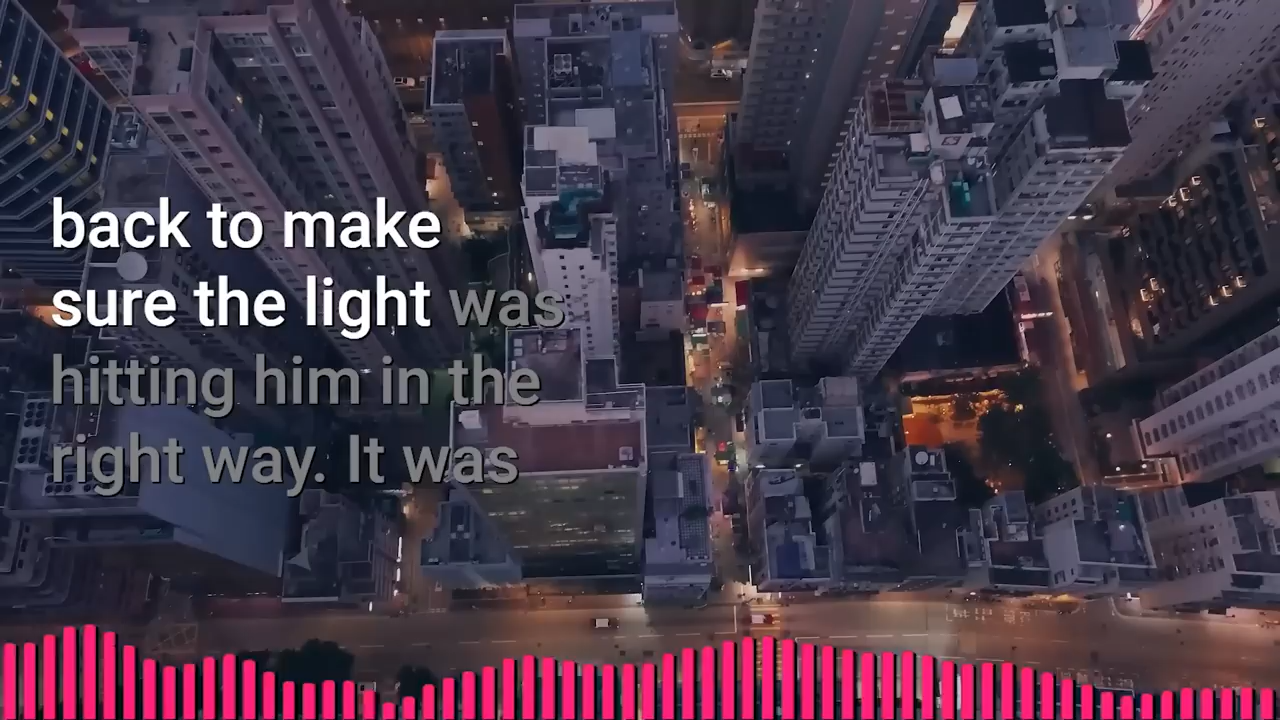 back to make
sure the light was
hitting him in the
right way. It was